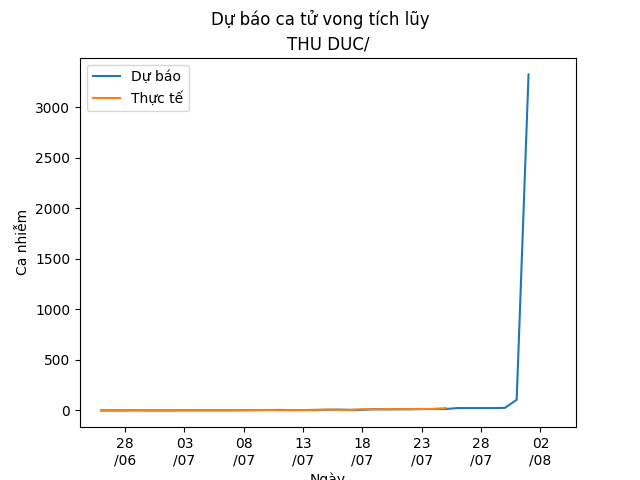 Dự báo ca tử vong tích lũy
THU DUC/
Dự báo
Thực tế
3000
2500
2000
1500
1000
500
0
Ca nhiễm
28 03 08 13 18 23 28 02
/06 /07 /07 /07 /07 /07 /07 /08
Ngày